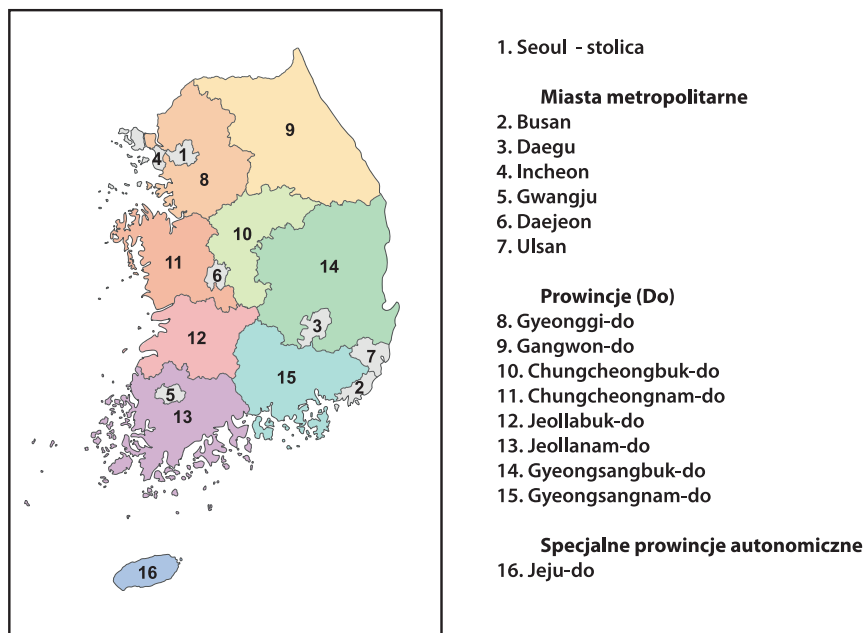 9
1
4
8
10
11
6
14
3
12
7
15
2
5
13
16
1. Seoul - stolica
Miasta metropolitarne
2. Busan
3. Daegu
4. Incheon
5. Gwangju
6. Daejeon
7. Ulsan
Prowincje (Do)
8. Gyeonggi-do
9. Gangwon-do
10. Chungcheongbuk-do
11. Chungcheongnam-do
12. Jeollabuk-do
13. Jeollanam-do
14. Gyeongsangbuk-do
15. Gyeongsangnam-do
Specjalne prowincje autonomiczne
16. Jeju-do